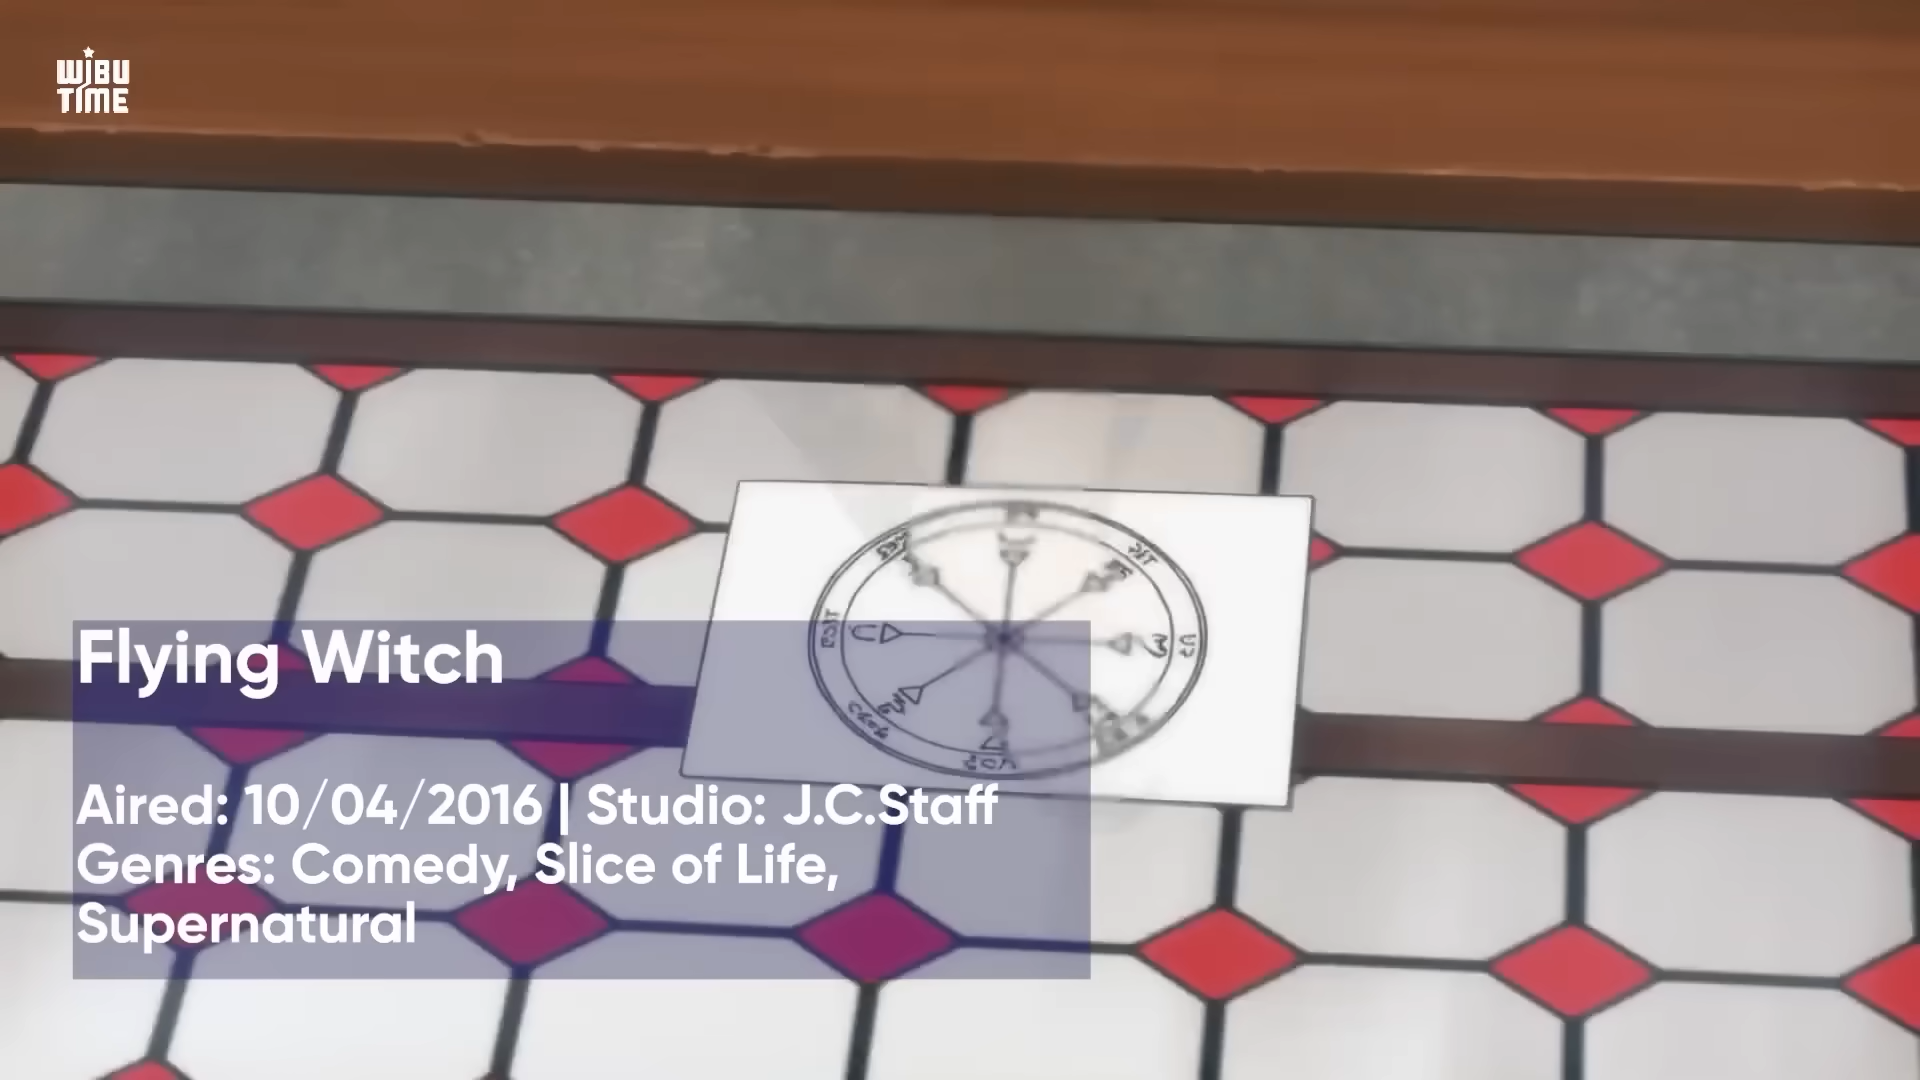 WIBU
TIME
Flying Witch
Aired: 10/04/2016 | Studio: J.C.Staff
Genres: Comedy, Slice of Life,
Supernatural